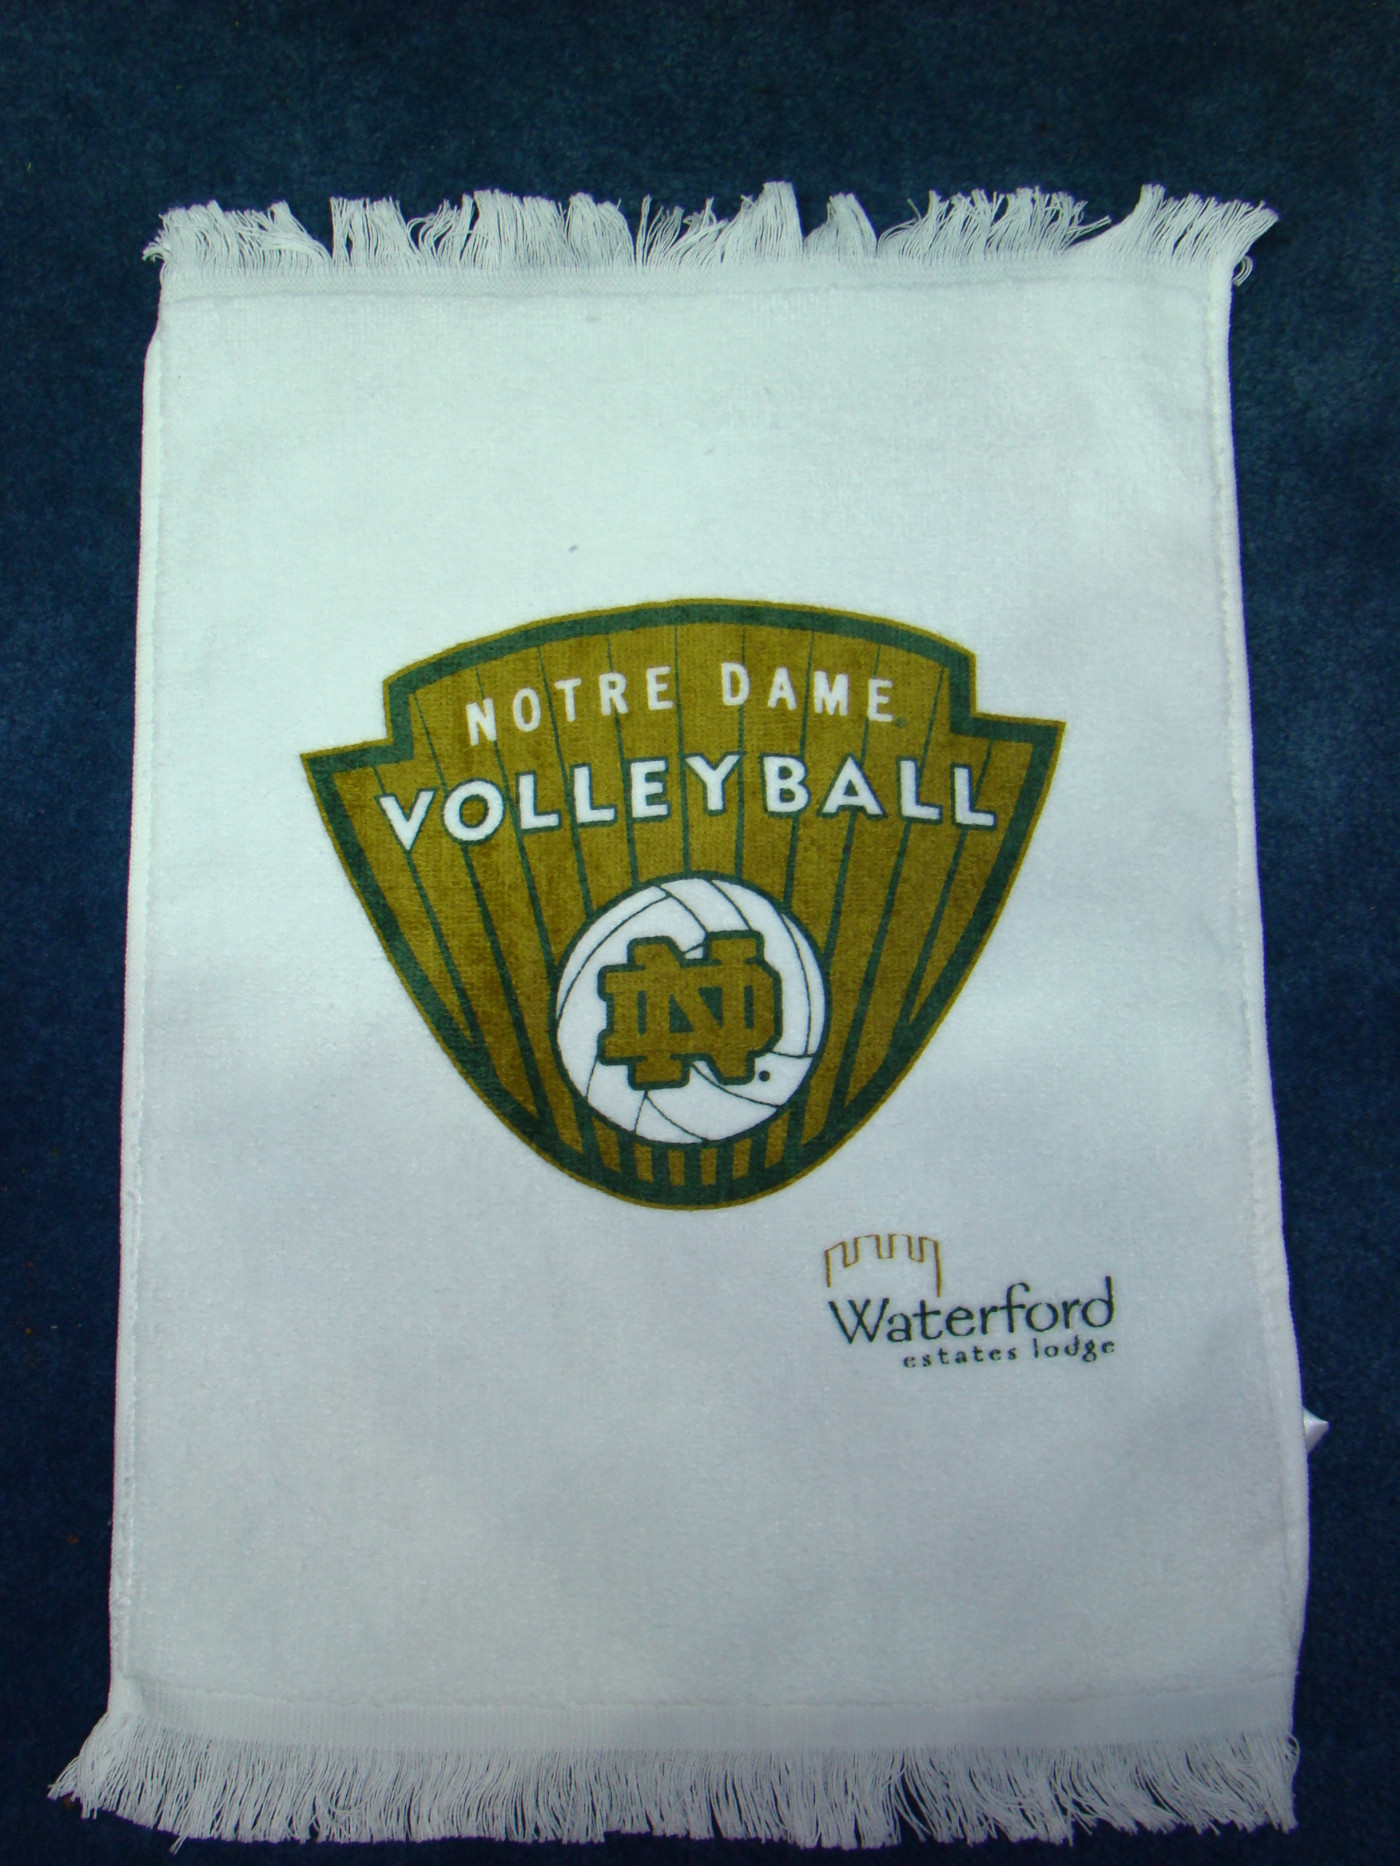 NOTRE DAME
VOLLEYBALL
ND
Waterford
estates lodge